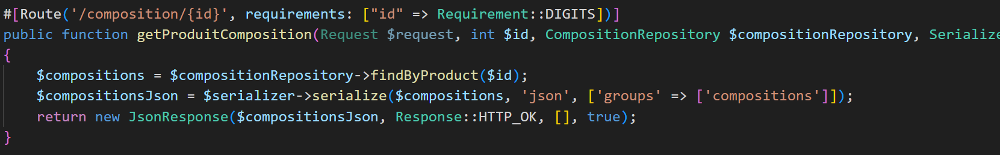 #[Route('/composition/{id}', requirements: ["id" => Requirement::DIGITS])]
public function getProduitComposition(Request $request, int $id, CompositionRepository $compositionRepository, Serialize
{
    $compositions = $compositionRepository->findByProduct($id);
    $compositionsJson = $serializer->serialize($compositions, 'json', ['groups' => ['compositions']]);
    return new JsonResponse($compositionsJson, Response::HTTP_OK, [], true);
}